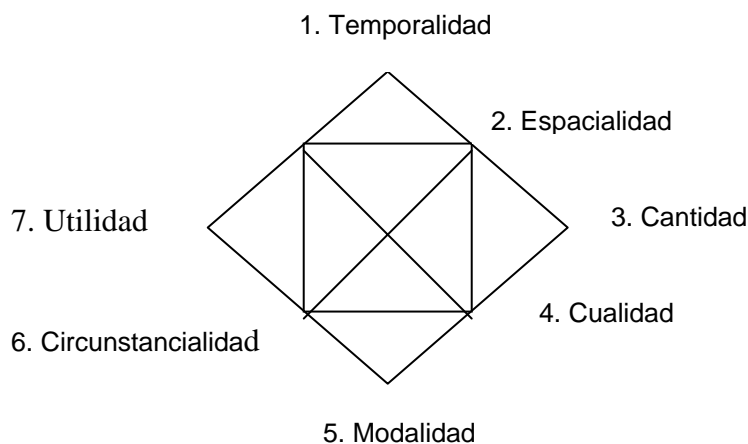 1. Temporalidad
2. Espacialidad
7. Utilidad
3. Cantidad
4. Cualidad
6. Circunstancialidad
5. Modalidad